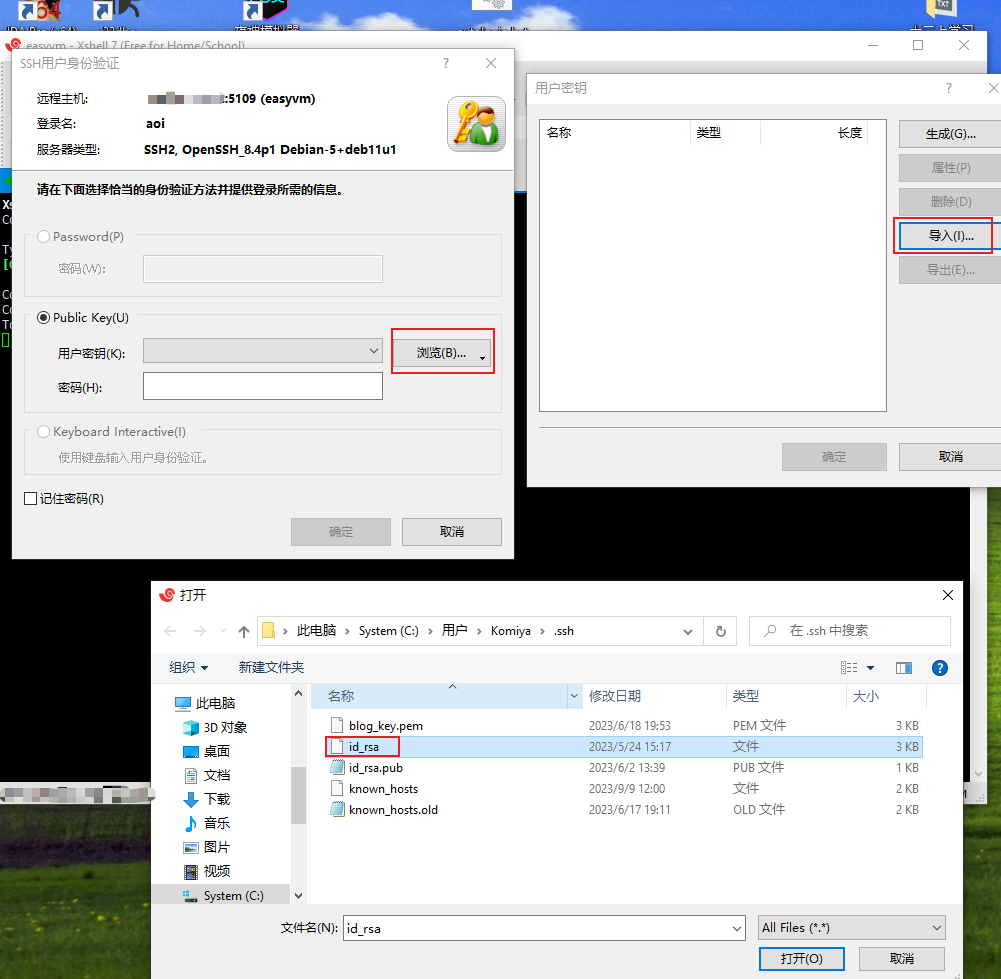 easyvm - Xshell 7 (Free for Home/School)
SSH用户身份验证
远程主机:
:5109 (easyvm)
登录名:
aoi
服务器类型:
SSH2, OpenSSH_8.4p1 Debian-5+deb11u1
请在下面选择恰当的身份验证方法并提供登录所需的信息。
Password(P)
密码(W):
Public Key(U)
用户密钥(K):
浏览(B)...
密码(H):
Keyboard Interactive(I)
使用键盘输入用户身份验证。
记住密码(R)
确定
取消
用户密钥
名称
类型
长度
生成(G)...
属性(P)
删除(D)
导入(I)...
导出(E)...
确定
取消
打开
此电脑 › System (C:) › 用户 › Komiya › .ssh
在 .ssh 中搜索
组织
新建文件夹
此电脑
3D 对象
桌面
文档
下载
音乐
图片
视频
System (C:)
名称
修改日期
类型
大小
blog_key.pem 2023/6/18 19:53 PEM 文件 3 KB
id_rsa 2023/5/24 15:17 文件 3 KB
id_rsa.pub 2023/6/2 13:39 PUB 文件 1 KB
known_hosts 2023/9/9 12:00 文件 2 KB
known_hosts.old 2023/6/17 19:11 OLD 文件 2 KB
文件名(N):
id_rsa
All Files (*.*)
打开(O)
取消